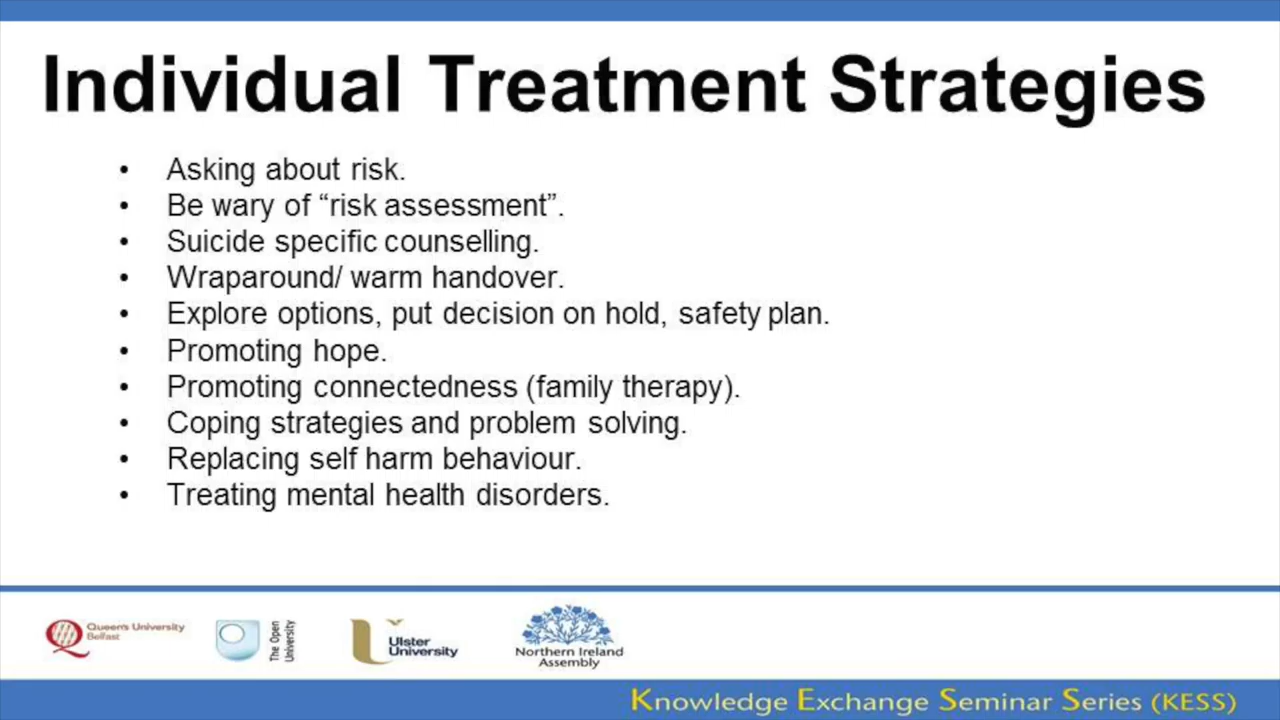 Individual Treatment Strategies
• Asking about risk.
• Be wary of “risk assessment”.
• Suicide specific counselling.
• Wraparound/ warm handover.
• Explore options, put decision on hold, safety plan.
• Promoting hope.
• Promoting connectedness (family therapy).
• Coping strategies and problem solving.
• Replacing self harm behaviour.
• Treating mental health disorders.
Queen's University
Belfast
The Open
University
Ulster
University
Northern Ireland
Assembly
Knowledge Exchange Seminar Series (KESS)